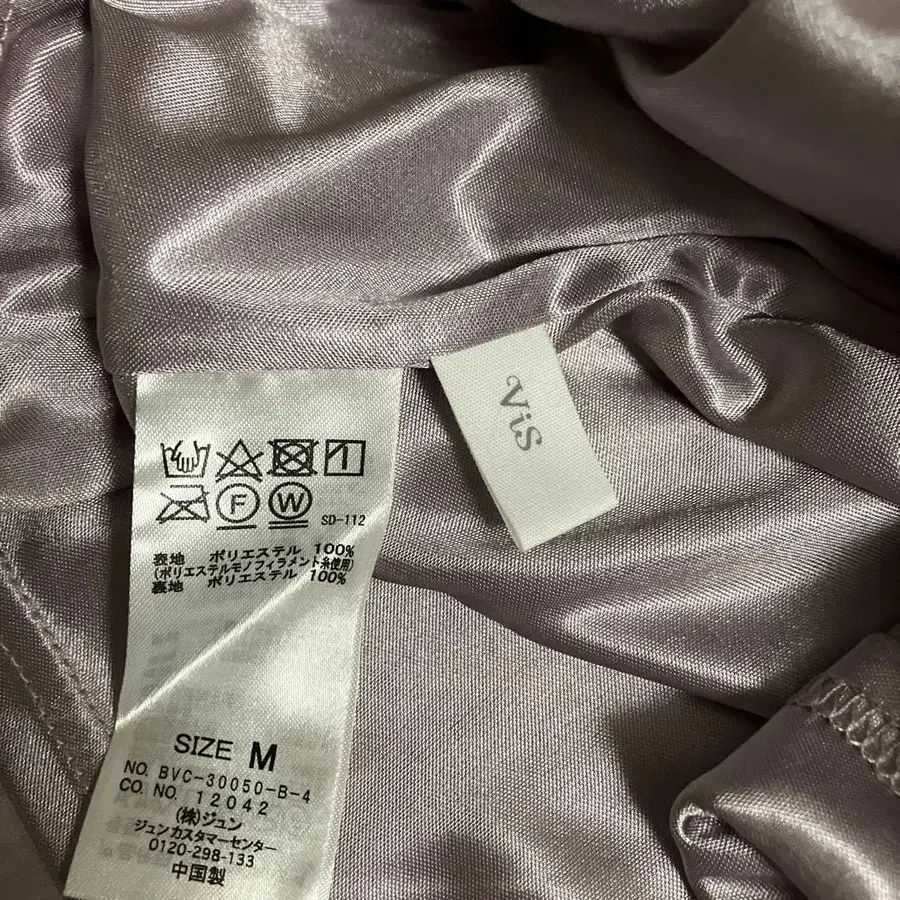 ViS
F
W
SD-112
表地 ポリエステル 100%
(ポリエステルモノフィラメント糸使用)
裏地 ポリエステル 100%
SIZE M
NO. BVC-30050-B-4
CO. NO. 12042
(株)ジュン
ジュンカスタマーセンター
0120-298-133
中国製